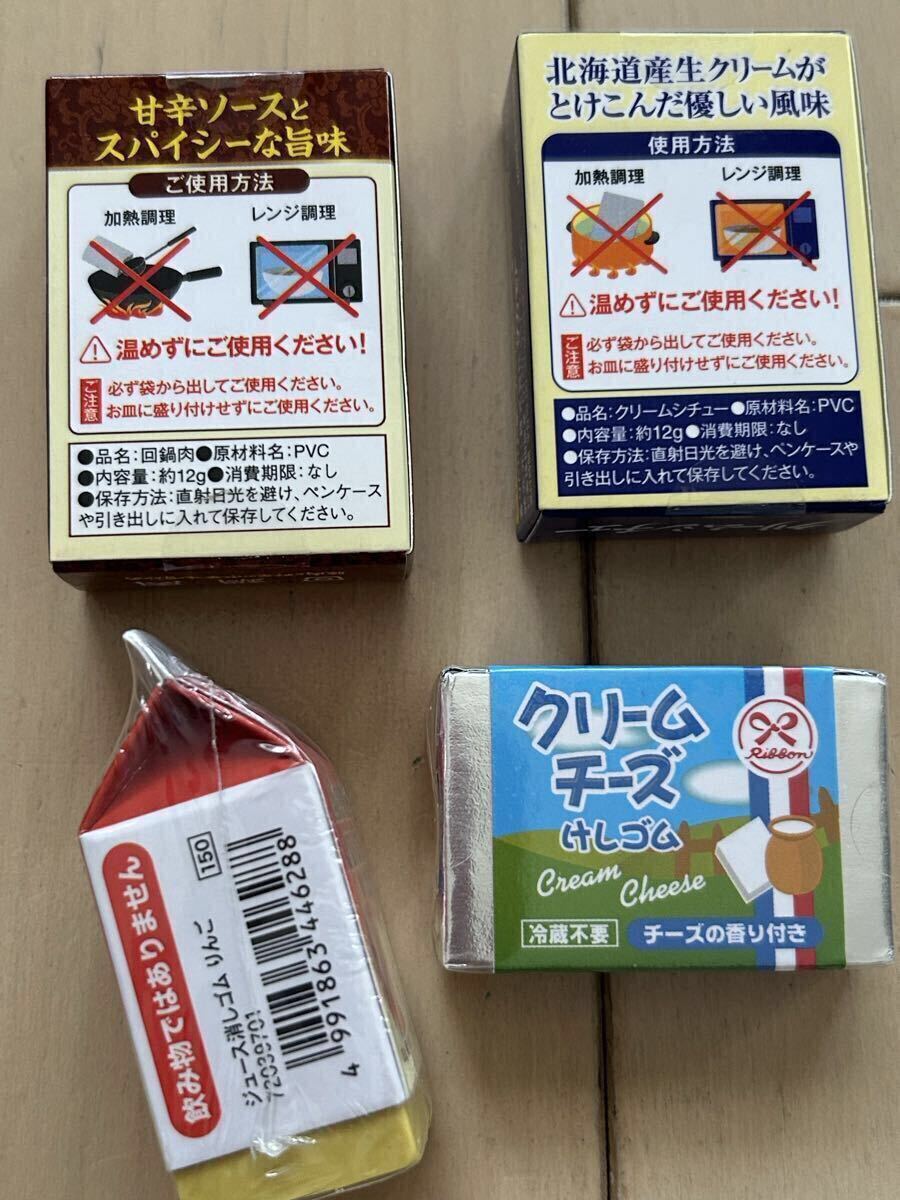 甘辛ソースと
スパイシーな旨味
ご使用方法
加熱調理
レンジ調理
温めずにご使用ください!
ご注意
必ず袋から出してご使用ください。
お皿に盛り付けせずにご使用ください。
●品名:回鍋肉●原材料名:PVC
●内容量:約12g●消費期限:なし
●保存方法:直射日光を避け、ペンケース
や引き出しに入れて保存してください。
北海道産生クリームが
とけこんだ優しい風味
使用方法
加熱調理
レンジ調理
温めずにご使用ください!
ご注意
必ず袋から出してご使用ください。
お皿に盛り付けせずにご使用ください。
●品名:クリームシチュー●原材料名:PVC
●内容量:約12g●消費期限:なし
●保存方法:直射日光を避け、ペンケースや
引き出しに入れて保存してください。
クリームシチュー
飲み物ではありません
150
ジュース消しゴム りんご
72039701
4 991863 446288
クリーム
チーズ
けしゴム
Ribbon
Cream
Cheese
冷蔵不要
チーズの香り付き